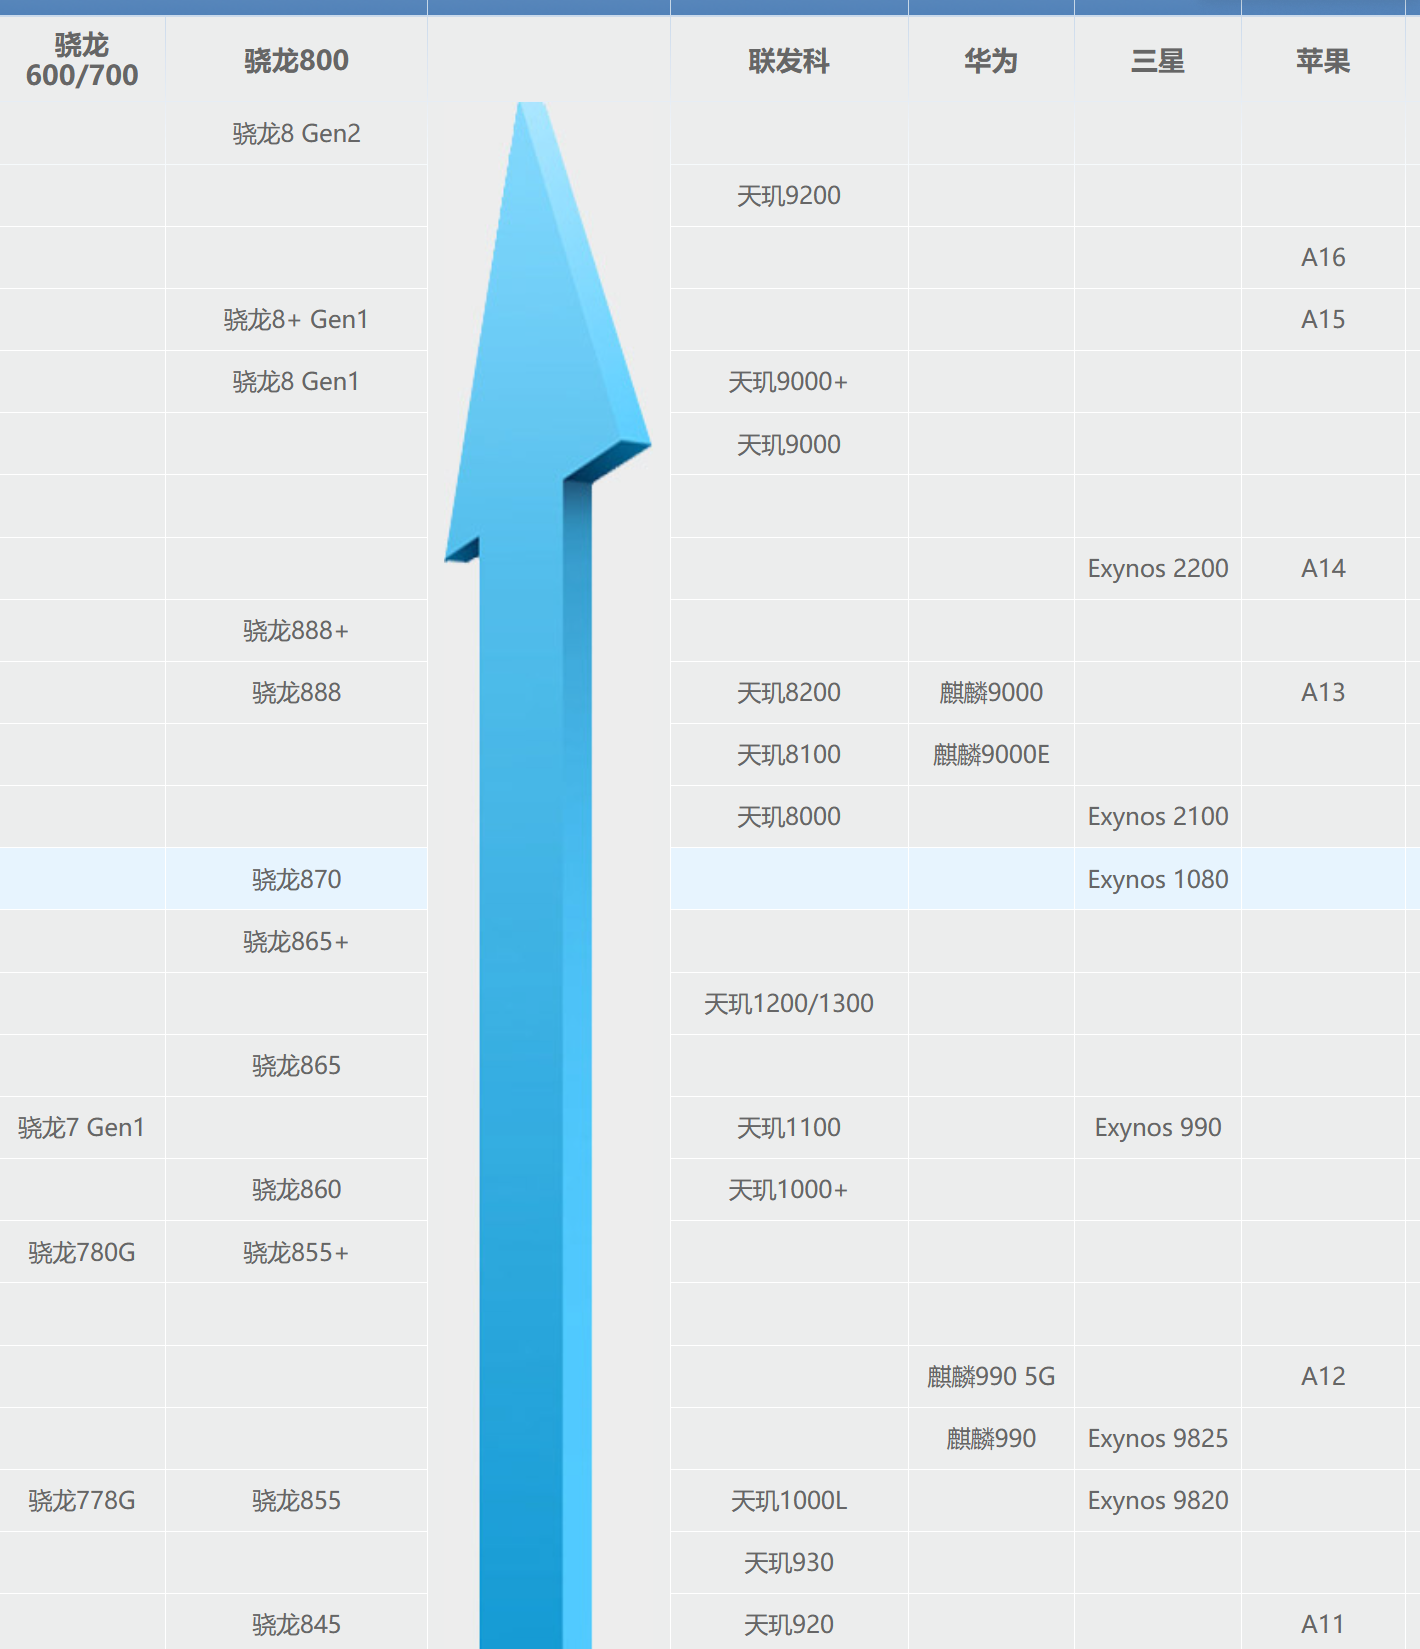 骁龙
600/700
骁龙800
联发科
华为
三星
苹果
骁龙8 Gen2
天玑9200
A16
骁龙8+ Gen1
A15
骁龙8 Gen1
天玑9000+
天玑9000
Exynos 2200
A14
骁龙888+
骁龙888
天玑8200
麒麟9000
A13
天玑8100
麒麟9000E
天玑8000
Exynos 2100
骁龙870
Exynos 1080
骁龙865+
天玑1200/1300
骁龙865
骁龙7 Gen1
天玑1100
Exynos 990
骁龙860
天玑1000+
骁龙780G
骁龙855+
麒麟990 5G
A12
麒麟990
Exynos 9825
骁龙778G
骁龙855
天玑1000L
Exynos 9820
天玑930
骁龙845
天玑920
A11